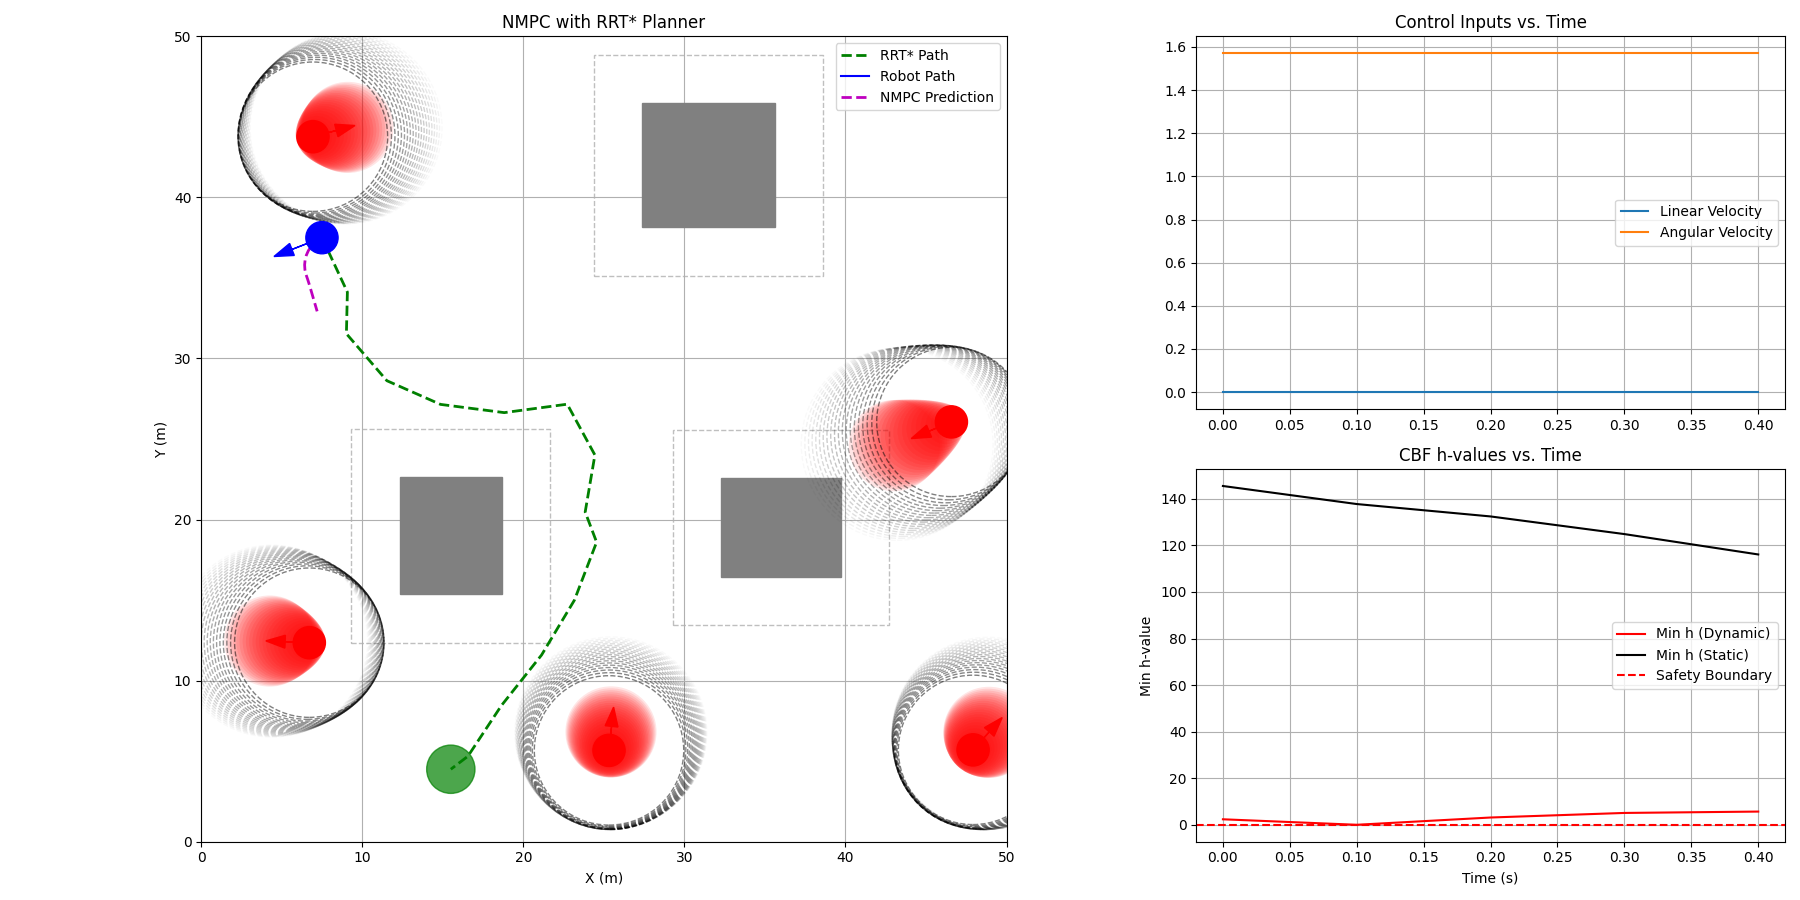 NMPC with RRT* Planner
50
40
30
20
10
0
Y (m)
0 10 20 30 40 50
X (m)
RRT* Path
Robot Path
NMPC Prediction
Control Inputs vs. Time
1.6
1.4
1.2
1.0
0.8
0.6
0.4
0.2
0.0
Linear Velocity
Angular Velocity
0.00 0.05 0.10 0.15 0.20 0.25 0.30 0.35 0.40
CBF h-values vs. Time
140
120
100
80
60
40
20
0
Min h-value
Min h (Dynamic)
Min h (Static)
Safety Boundary
0.00 0.05 0.10 0.15 0.20 0.25 0.30 0.35 0.40
Time (s)